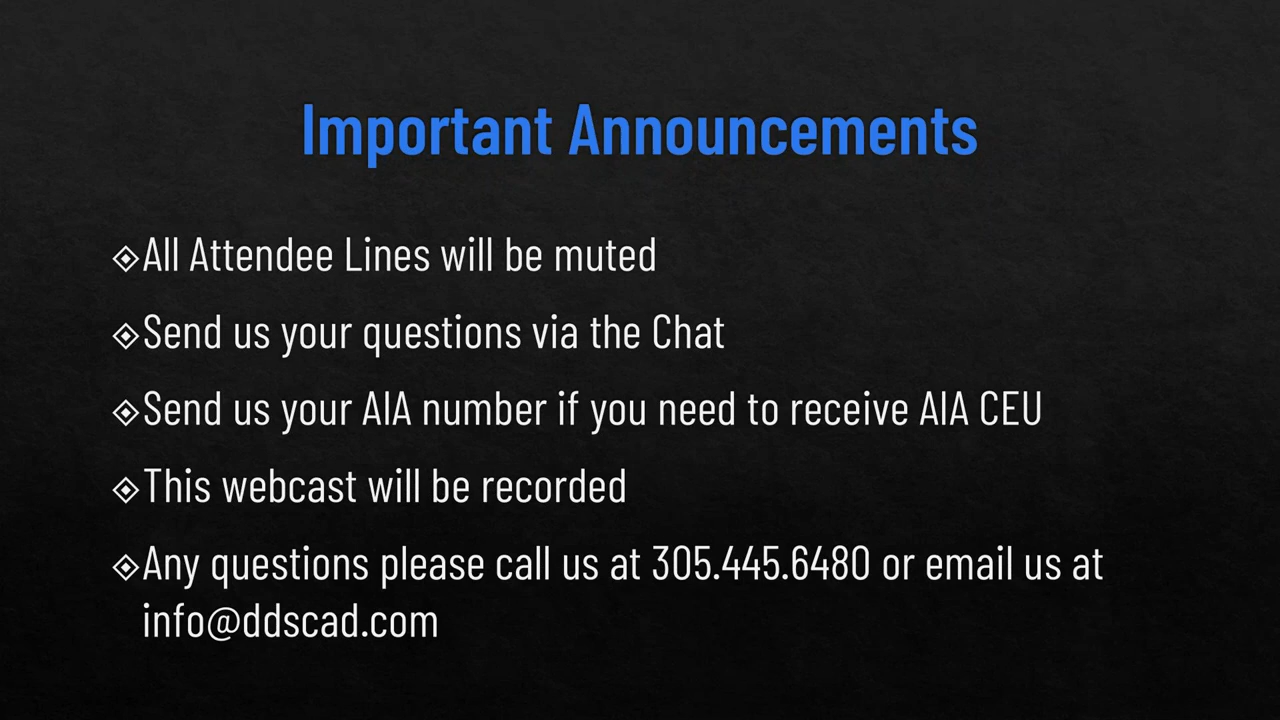 Important Announcements
All Attendee Lines will be muted
Send us your questions via the Chat
Send us your AIA number if you need to receive AIA CEU
This webcast will be recorded
Any questions please call us at 305.445.6480 or email us at
info@ddscad.com